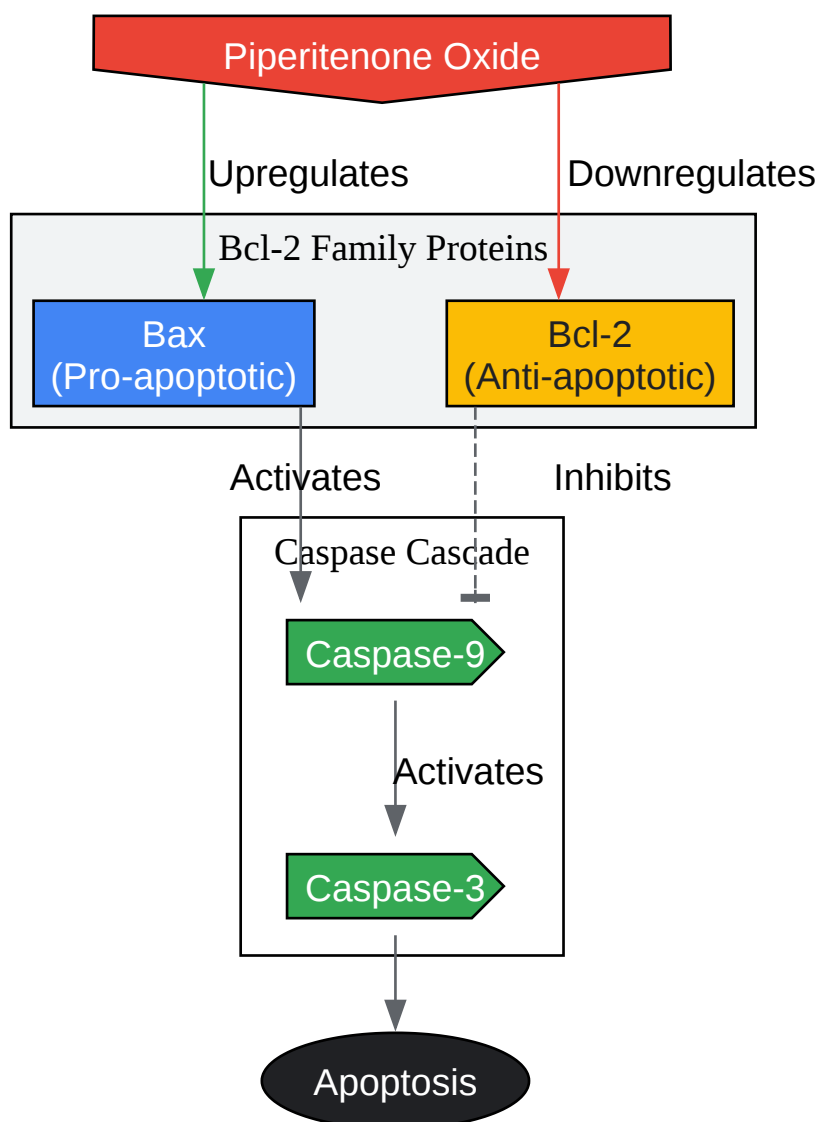 Piperitenone Oxide
Upregulates
Downregulates
Bcl-2 Family Proteins
Bax
(Pro-apoptotic)
Bcl-2
(Anti-apoptotic)
Activates
Inhibits
Caspase Cascade
Caspase-9
Activates
Caspase-3
Apoptosis